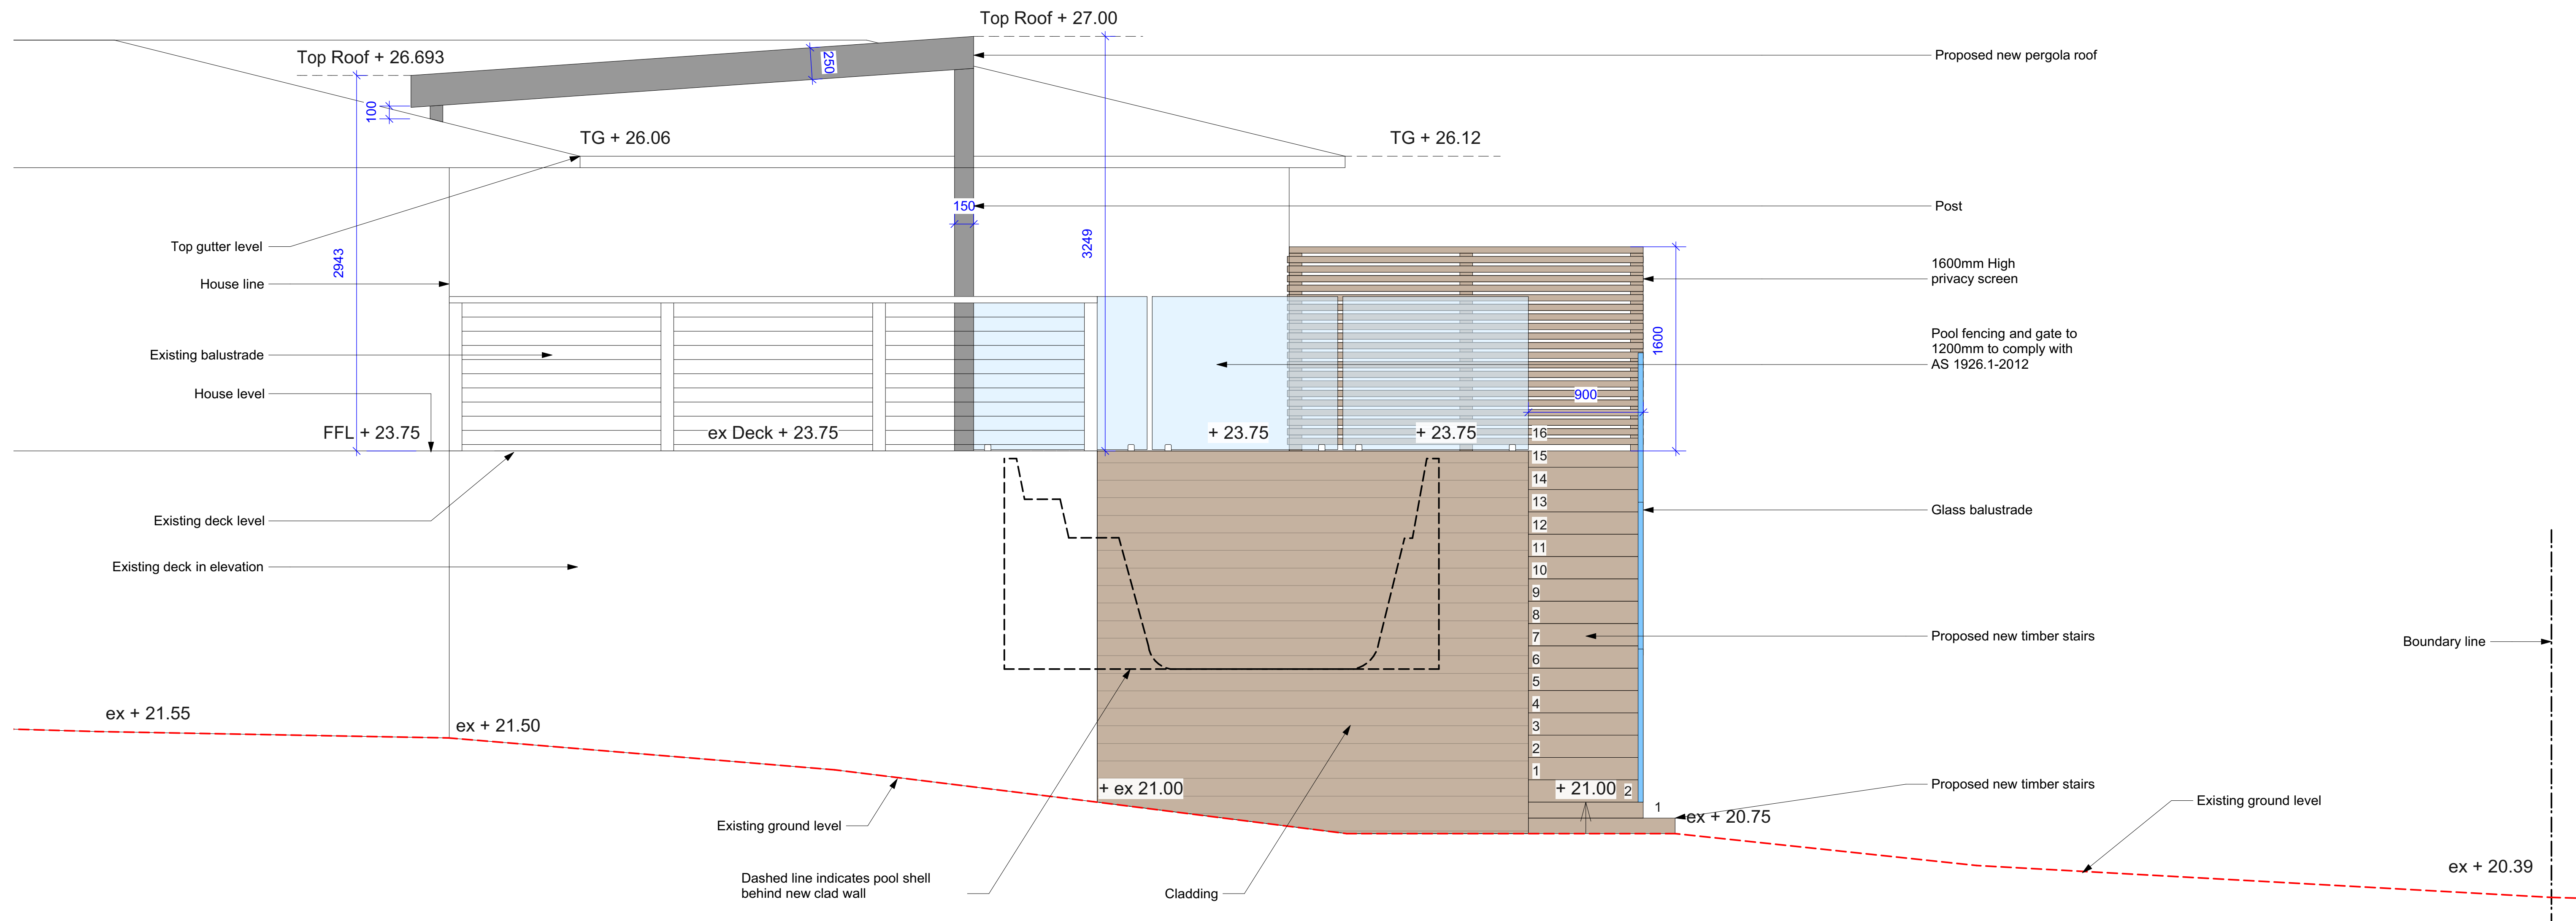 Top Roof + 27.00
Top Roof + 26.693
Proposed new pergola roof
250
100
TG + 26.06
TG + 26.12
150
Post
Top gutter level
2943
3249
House line
1600mm High
privacy screen
Existing balustrade
1600
Pool fencing and gate to
1200mm to comply with
AS 1926.1-2012
House level
900
FFL + 23.75
ex Deck + 23.75
+ 23.75
+ 23.75
16
15
14
13
12
11
10
9
8
7
6
5
4
3
2
1
Existing deck level
Glass balustrade
Existing deck in elevation
Proposed new timber stairs
Boundary line
ex + 21.55
ex + 21.50
+ ex 21.00
+ 21.00
2
1
Proposed new timber stairs
ex + 20.75
Existing ground level
Existing ground level
ex + 20.39
Dashed line indicates pool shell
behind new clad wall
Cladding